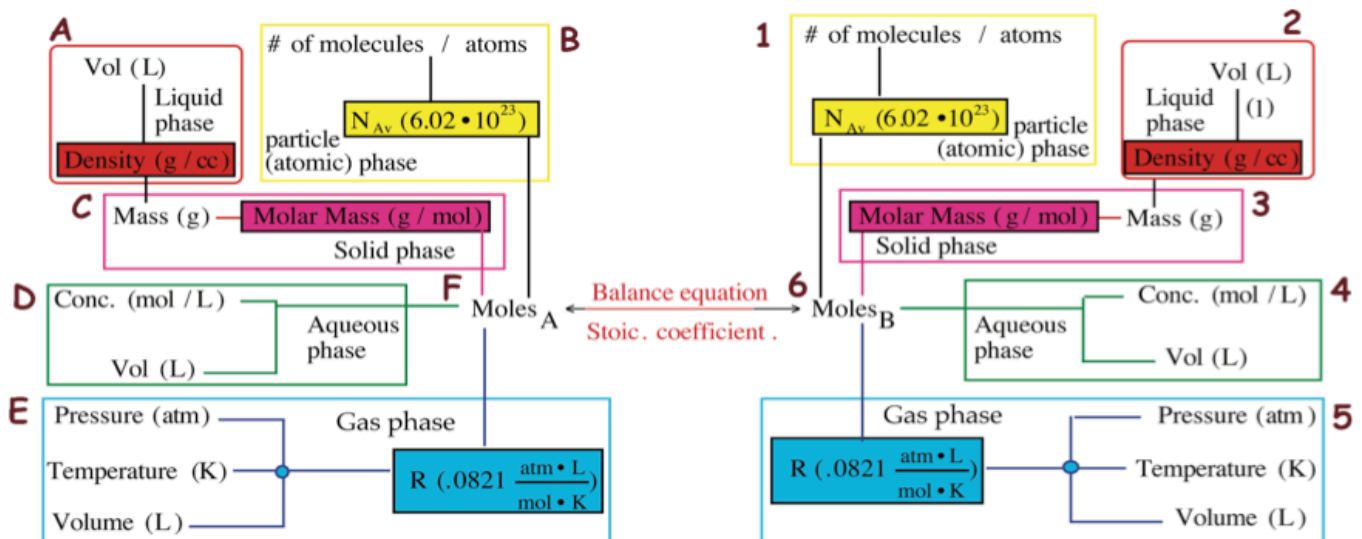 A
Vol (L)
Liquid
phase
Density (g / cc)
B
# of molecules / atoms
N_Av (6.02 • 10^23)
particle
(atomic) phase
C
Mass (g)
Molar Mass (g / mol)
Solid phase
D
Conc. (mol / L)
Aqueous
phase
Vol (L)
F
Moles_A
E
Pressure (atm)
Gas phase
Temperature (K)
R (.0821 atm • L / mol • K)
Volume (L)
Balance equation
Stoic. coefficient .
1
# of molecules / atoms
N_Av (6.02 • 10^23)
particle
(atomic) phase
2
Vol (L)
Liquid
phase
(1)
Density (g / cc)
3
Molar Mass (g / mol)
Mass (g)
Solid phase
6
Moles_B
4
Conc. (mol / L)
Aqueous
phase
Vol (L)
5
Gas phase
Pressure (atm)
R (.0821 atm • L / mol • K)
Temperature (K)
Volume (L)